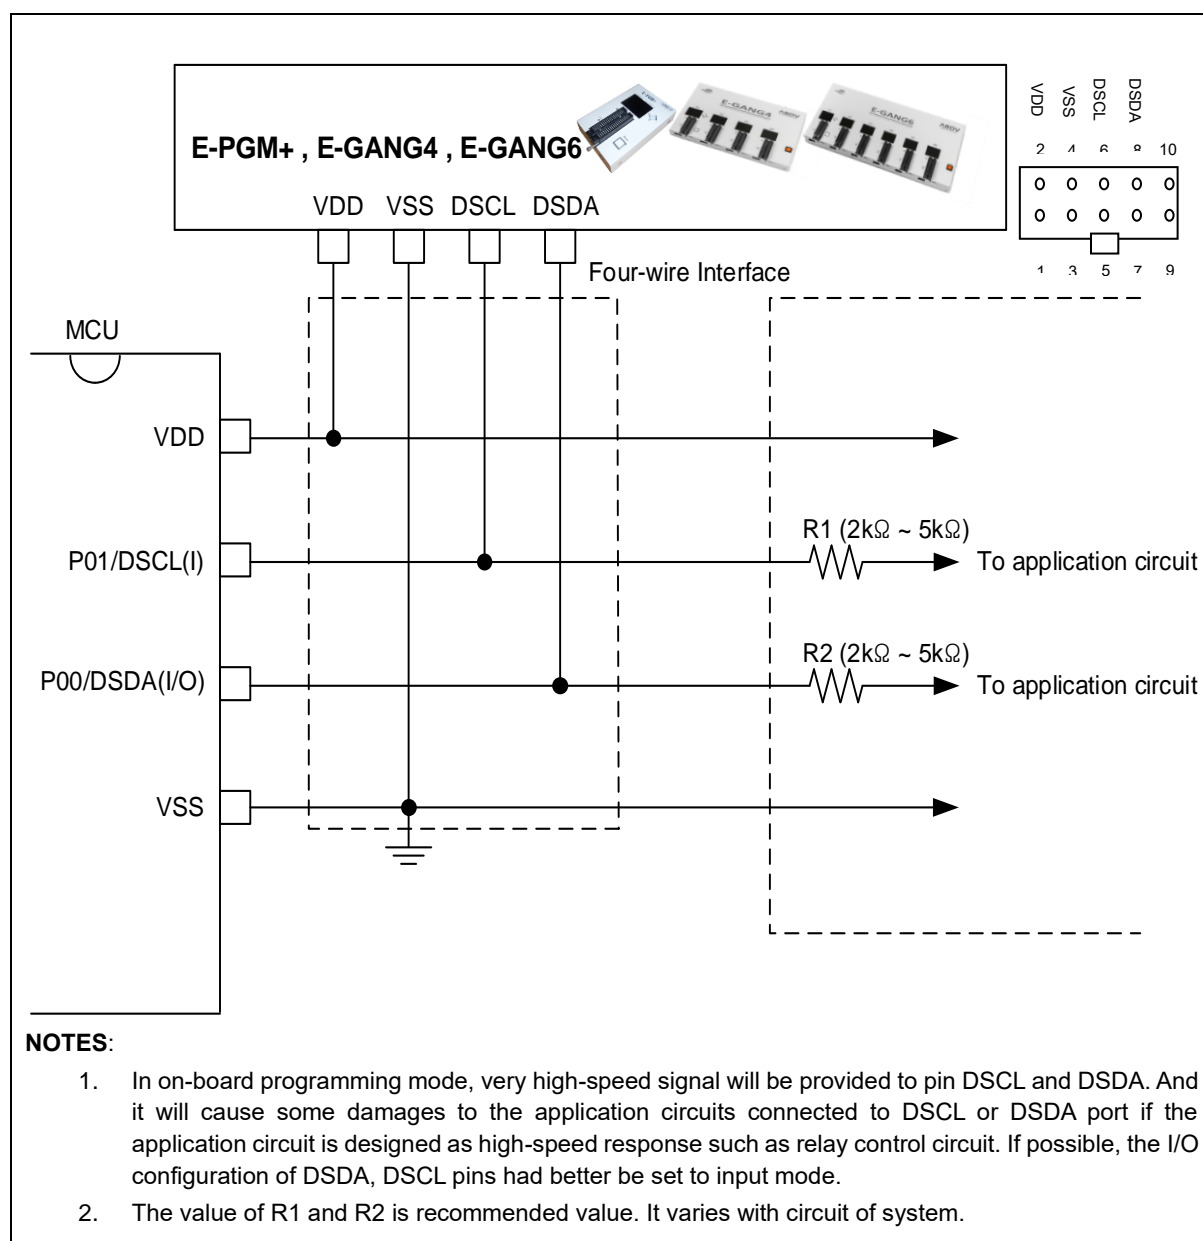 E-PGM+ , E-GANG4 , E-GANG6
E-GANG4
E-GANG6
VDD VSS DSCL DSDA
VDD
VSS
DSCL
DSDA
2 4 6 8 10
1 3 5 7 9
Four-wire Interface
MCU
VDD
P01/DSCL(I)
R1 (2kΩ ~ 5kΩ)
To application circuit
P00/DSDA(I/O)
R2 (2kΩ ~ 5kΩ)
To application circuit
VSS
NOTES:
1. In on-board programming mode, very high-speed signal will be provided to pin DSCL and DSDA. And
it will cause some damages to the application circuits connected to DSCL or DSDA port if the
application circuit is designed as high-speed response such as relay control circuit. If possible, the I/O
configuration of DSDA, DSCL pins had better be set to input mode.
2. The value of R1 and R2 is recommended value. It varies with circuit of system.